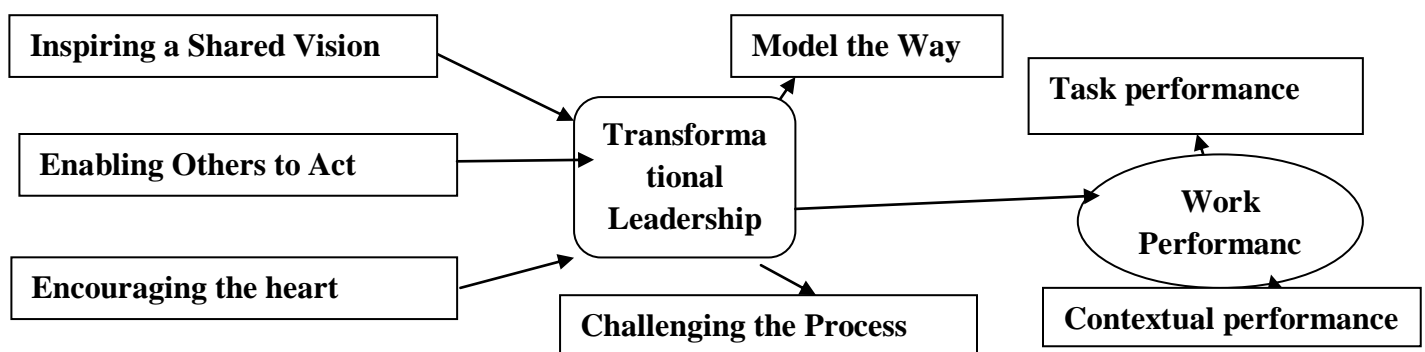 Inspiring a Shared Vision
Model the Way
Task performance
Enabling Others to Act
Transforma
tional
Leadership
Work
Performanc
Encouraging the heart
Challenging the Process
Contextual performance